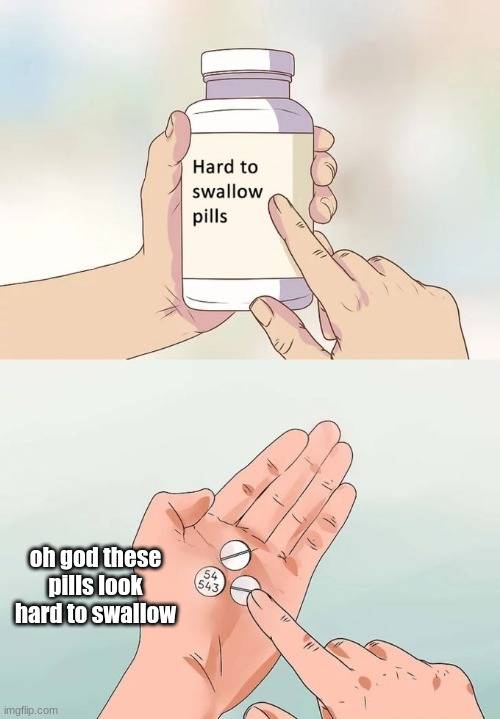 Hard to
swallow
pills
oh god these
pills look
hard to swallow
54
543
imgflip.com